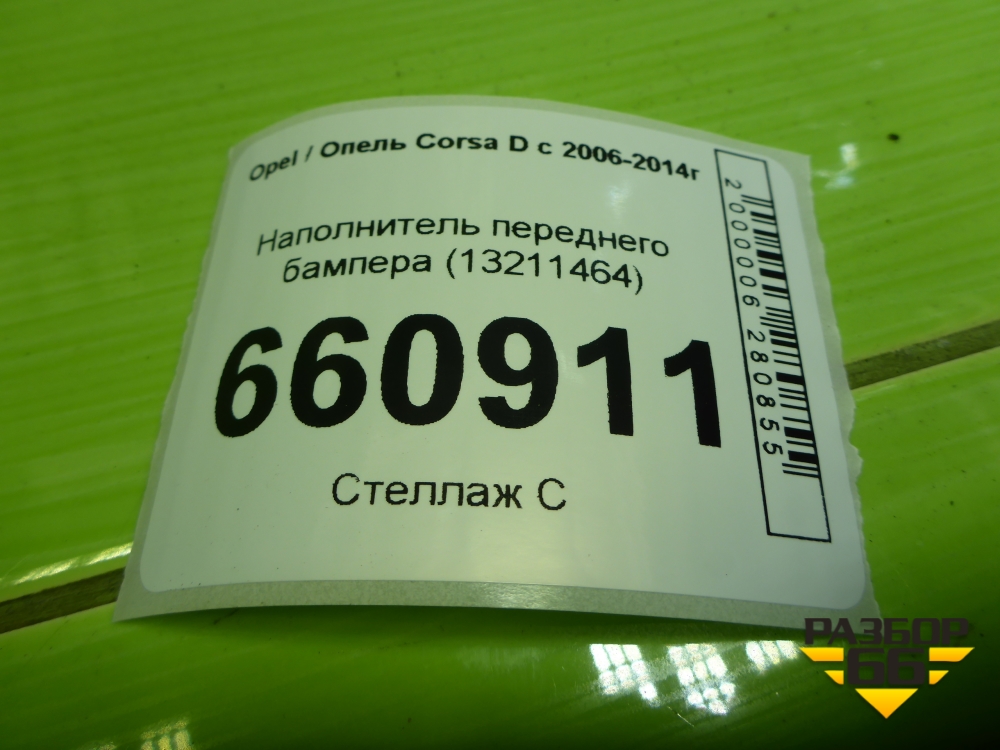 Opel / Опель Corsa D с 2006-2014г
Наполнитель переднего
бампера (13211464)
660911
Стеллаж С
2000006280855
РАЗБОР
66